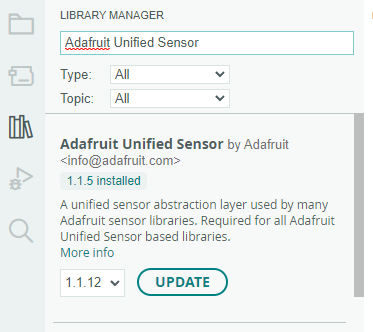 LIBRARY MANAGER
Adafruit Unified Sensor
Type: All
Topic: All
Adafruit Unified Sensor by Adafruit
<info@adafruit.com>
1.1.5 installed
A unified sensor abstraction layer used by many
Adafruit sensor libraries. Required for all Adafruit
Unified Sensor based libraries.
More info
1.1.12 UPDATE